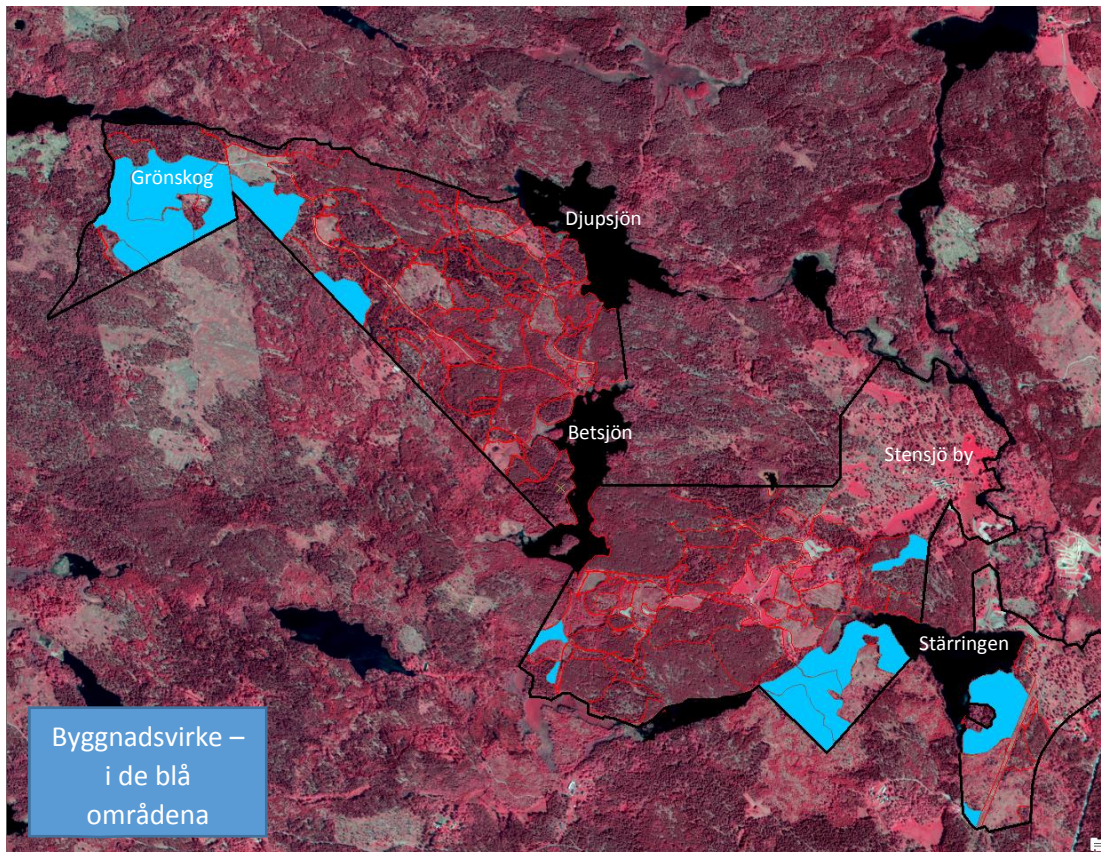 Grönskog
Djupsjön
Betsjön
Stensjö by
Stärringen
Byggnadsvirke –
i de blå
områdena